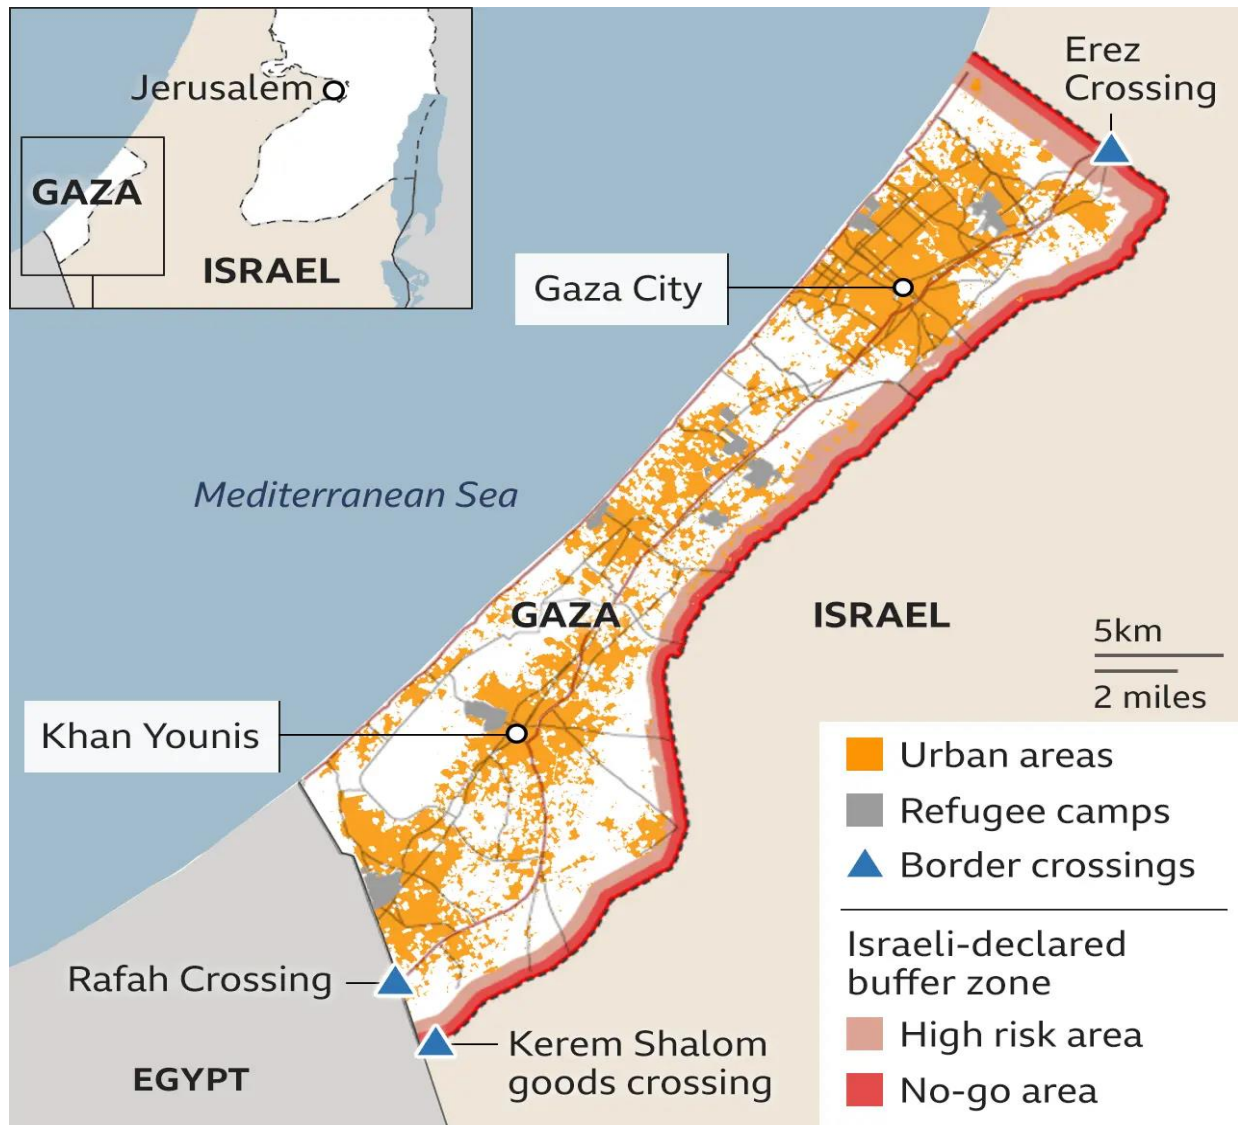 Jerusalem
GAZA
ISRAEL
Erez
Crossing
Gaza City
Mediterranean Sea
GAZA
ISRAEL
5km
2 miles
Khan Younis
Urban areas
Refugee camps
Border crossings
Israeli-declared
buffer zone
High risk area
No-go area
Rafah Crossing
Kerem Shalom
goods crossing
EGYPT